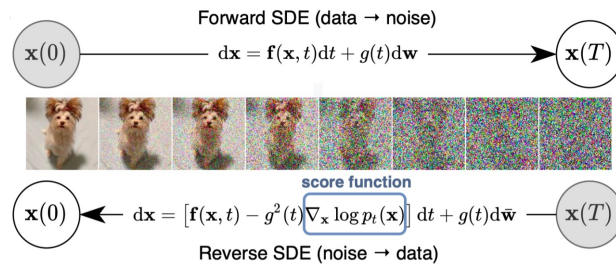 Forward SDE (data → noise)
x(0) dx = f(x, t)dt + g(t)dw x(T)
score function
x(0) dx = [f(x, t) − g²(t)∇ₓ log pₜ(x)] dt + g(t)dw̄ x(T)
Reverse SDE (noise → data)